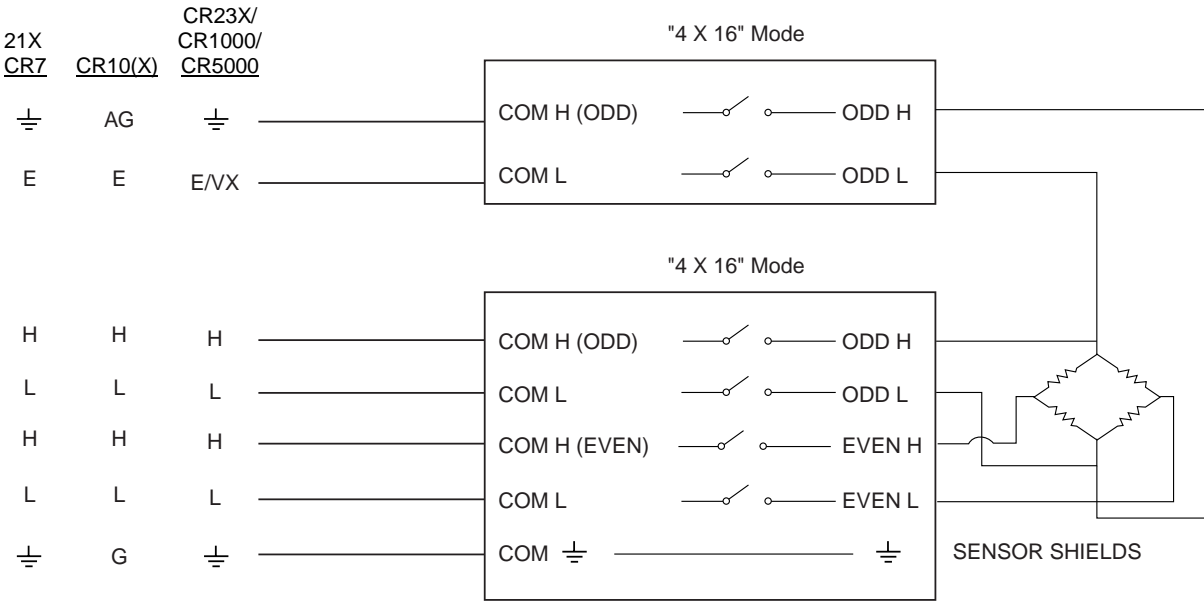 CR23X/
21X CR1000/
CR7 CR10(X) CR5000
"4 X 16" Mode
AG COM H (ODD) ODD H
E E E/VX COM L ODD L
"4 X 16" Mode
H H H COM H (ODD) ODD H
L L L COM L ODD L
H H H COM H (EVEN) EVEN H
L L L COM L EVEN L
G COM SENSOR SHIELDS